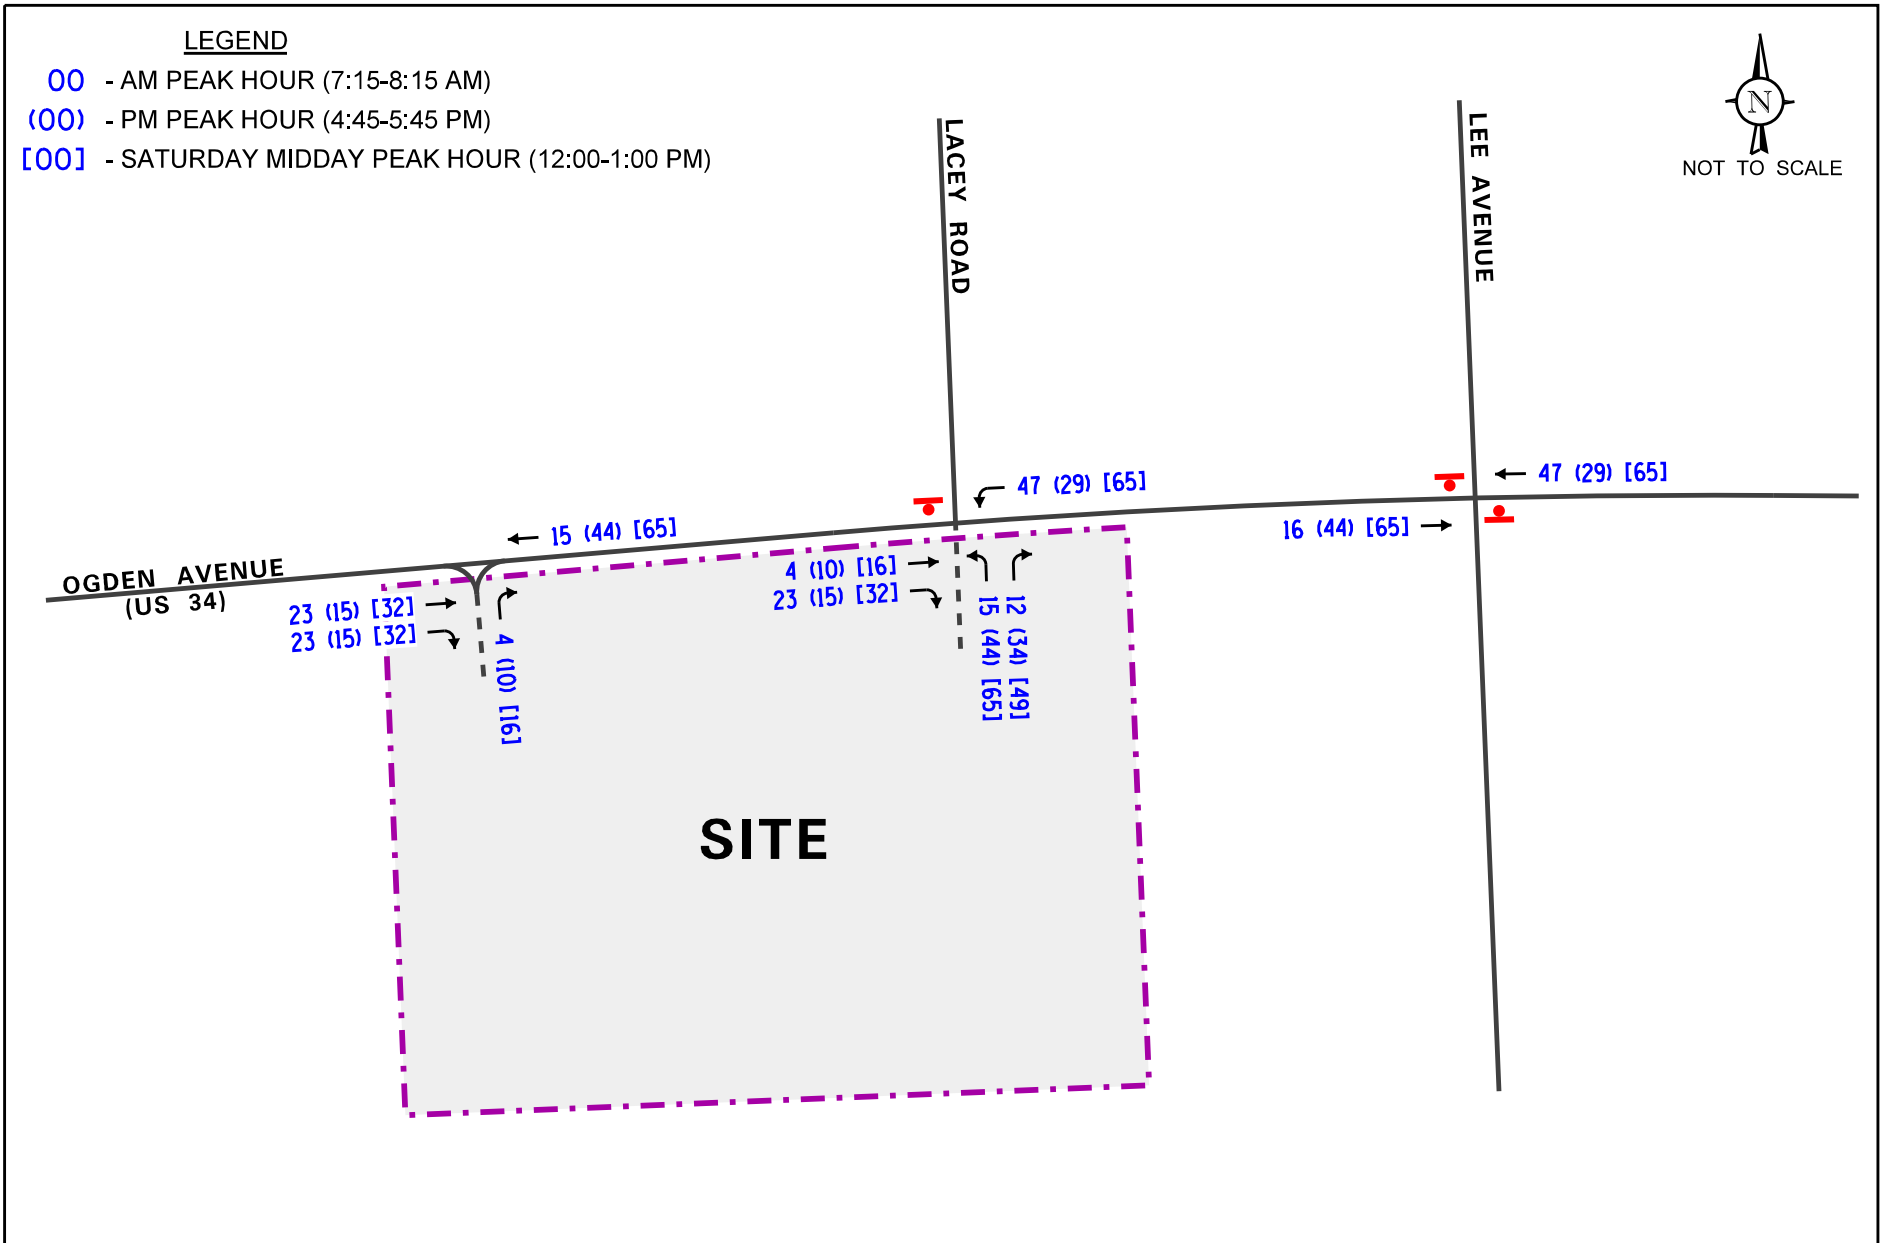 LEGEND
00 - AM PEAK HOUR (7:15-8:15 AM)
(00) - PM PEAK HOUR (4:45-5:45 PM)
[00] - SATURDAY MIDDAY PEAK HOUR (12:00-1:00 PM)
N
NOT TO SCALE
LACEY ROAD
LEE AVENUE
47 (29) [65]
47 (29) [65]
15 (44) [65]
16 (44) [65]
OGDEN AVENUE
(US 34)
4 (10) [16]
23 (15) [32]
23 (15) [32]
23 (15) [32]
4 (10) [16]
15 (44) [65]
12 (34) [49]
SITE